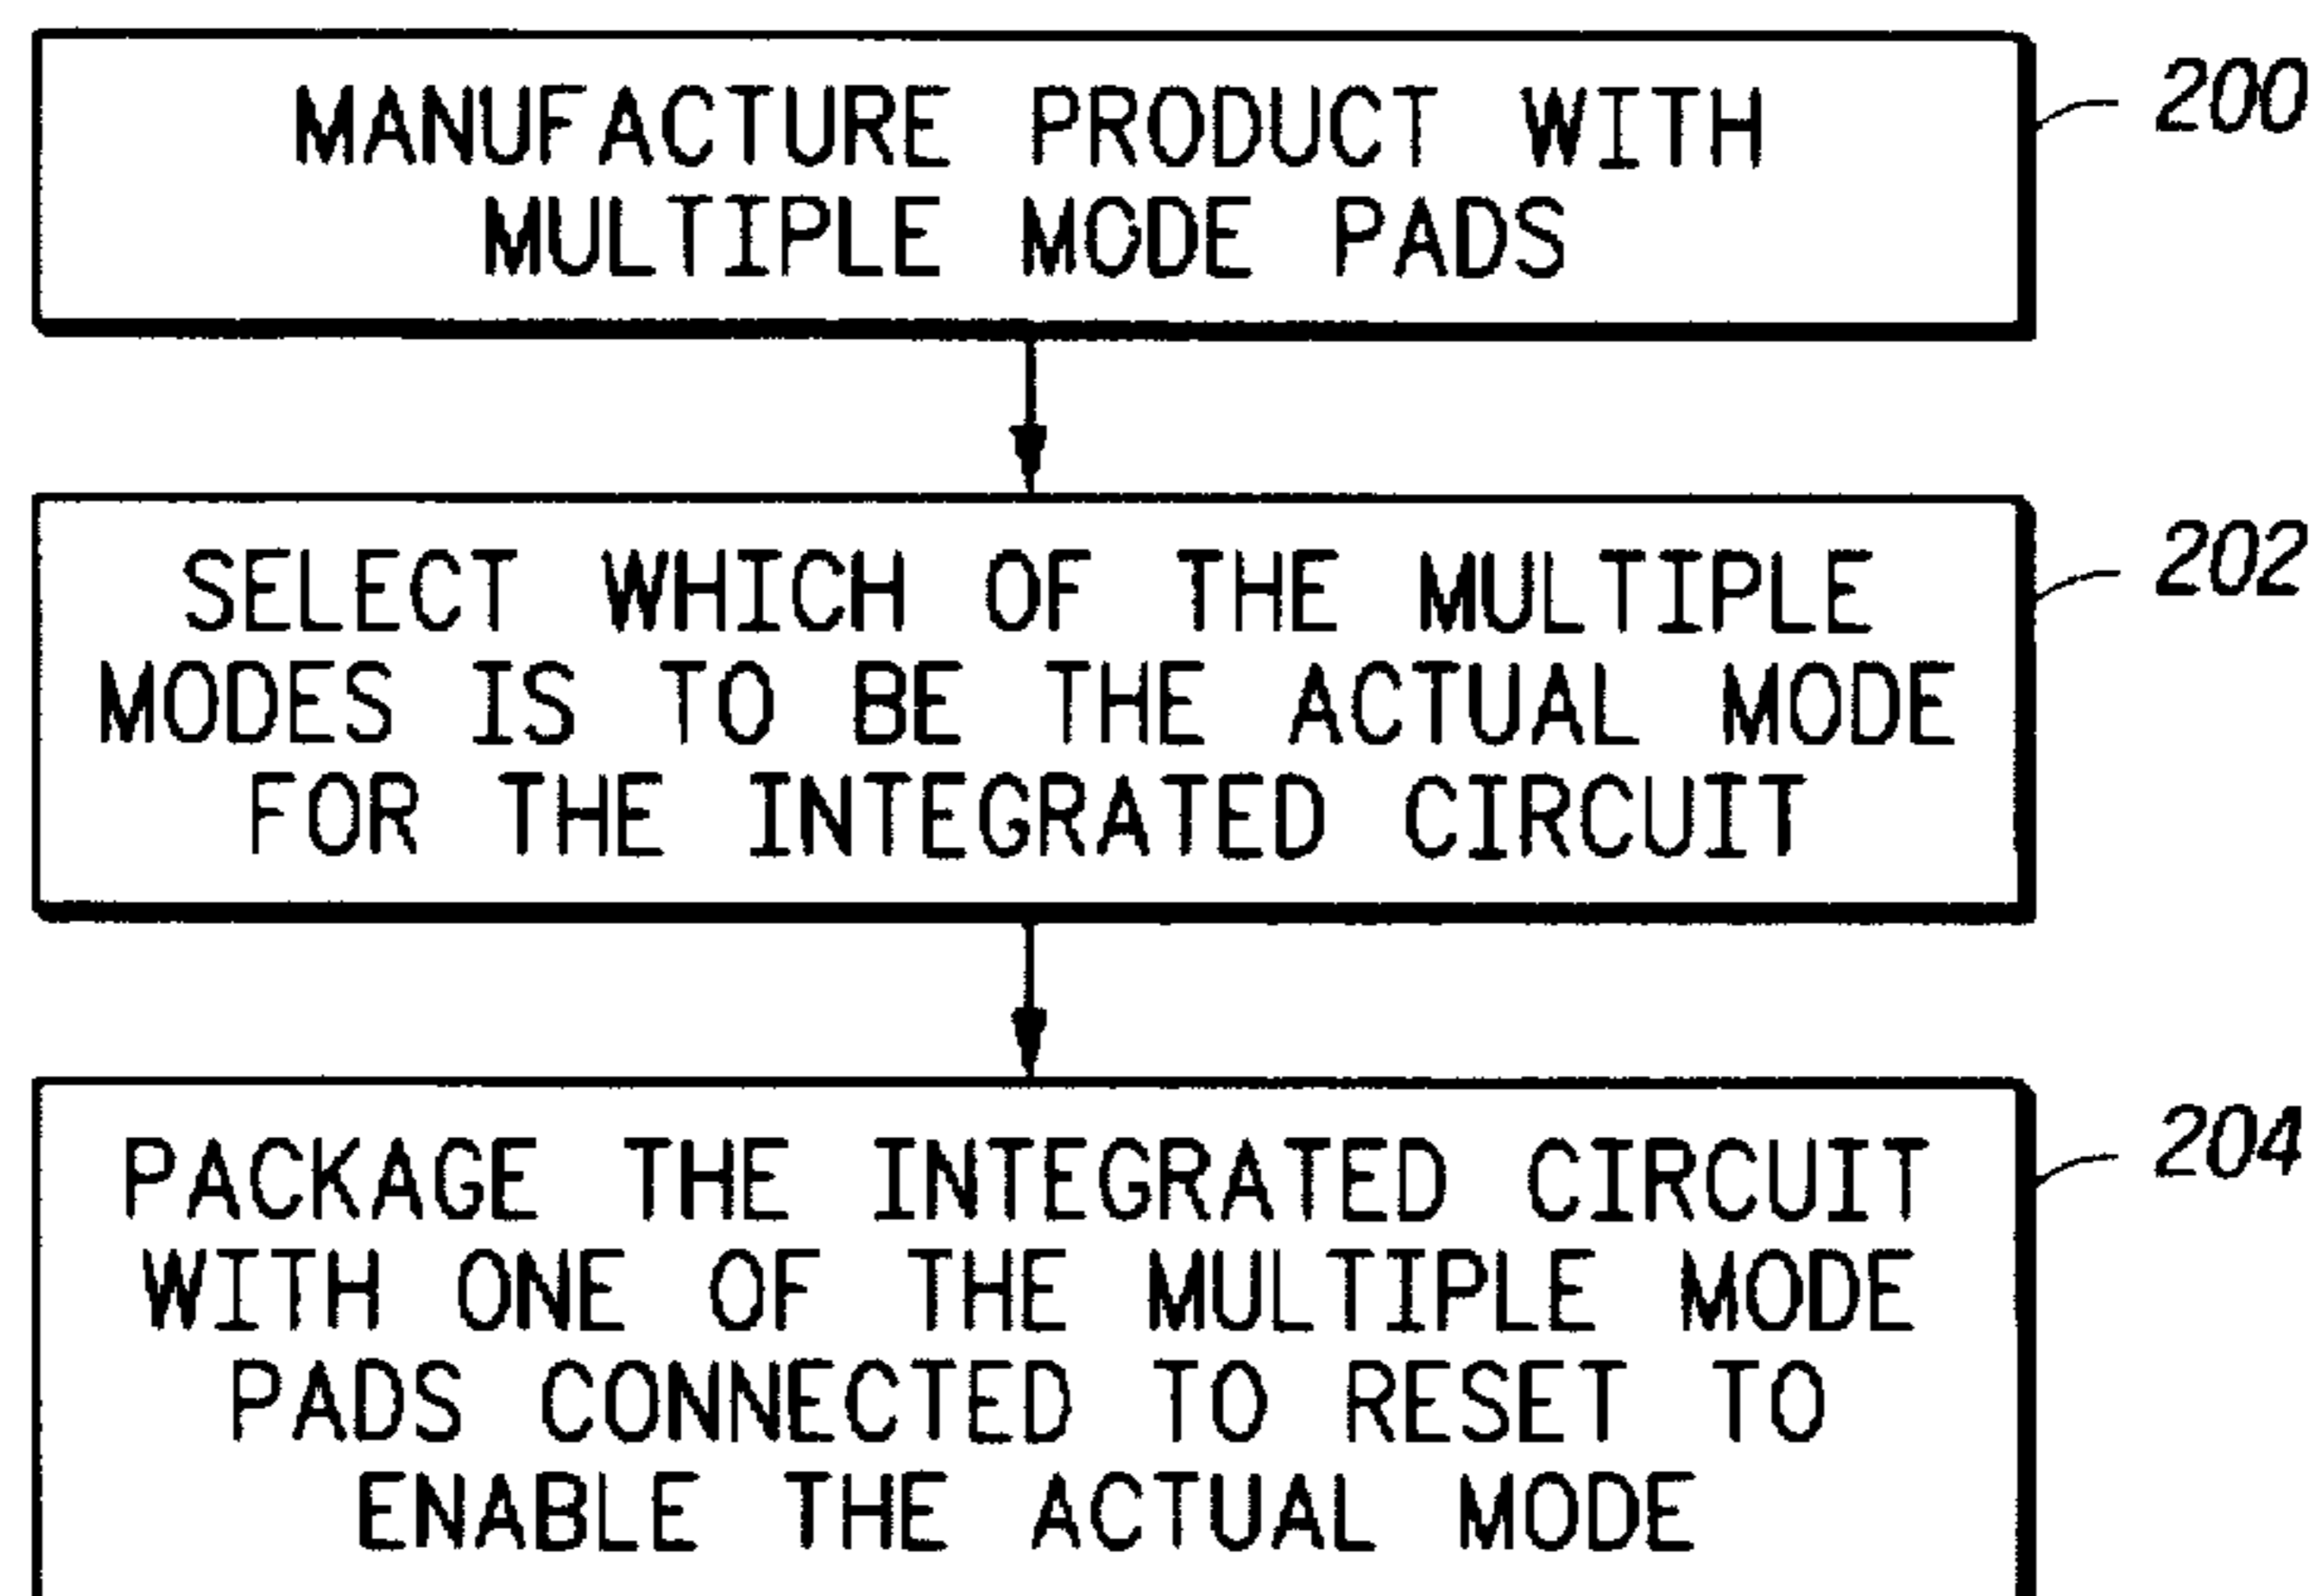 MANUFACTURE PRODUCT WITH
MULTIPLE MODE PADS
200
SELECT WHICH OF THE MULTIPLE
MODES IS TO BE THE ACTUAL MODE
FOR THE INTEGRATED CIRCUIT
202
PACKAGE THE INTEGRATED CIRCUIT
WITH ONE OF THE MULTIPLE MODE
PADS CONNECTED TO RESET TO
ENABLE THE ACTUAL MODE
204